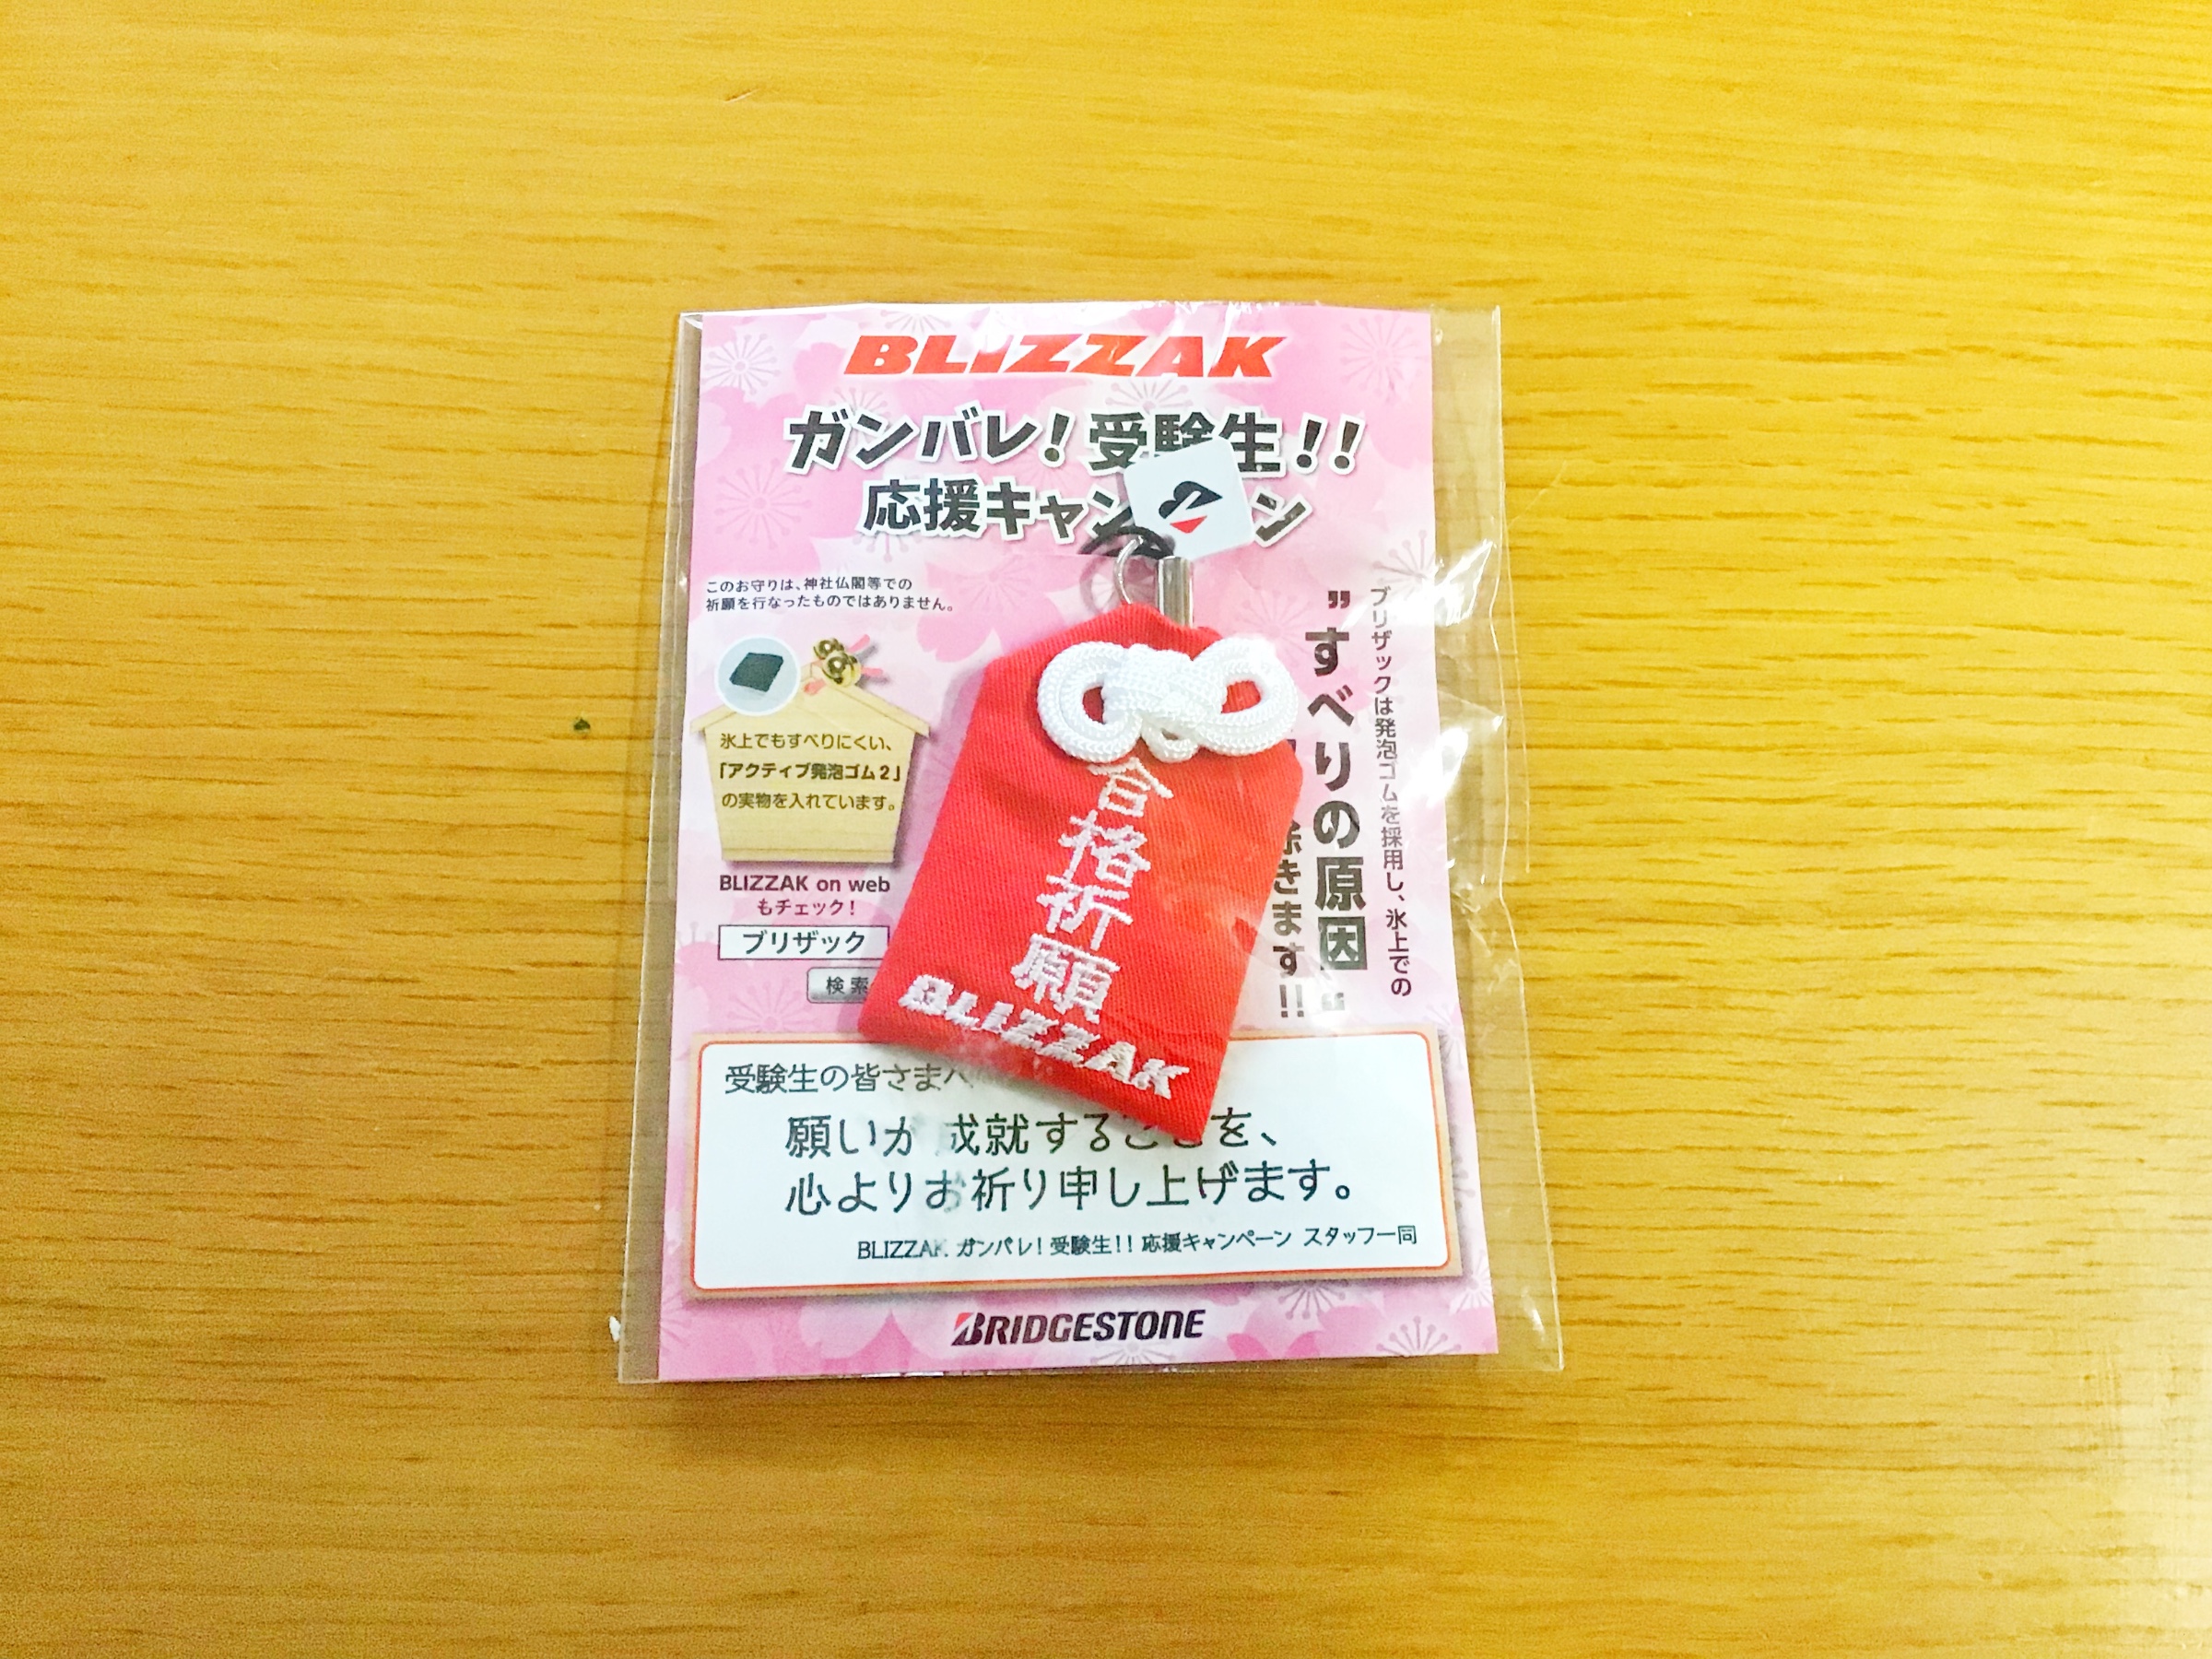 BLIZZAK
ガンバレ!受験生!!
応援キャン ン
このお守りは、神社仏閣等での
祈願を行なったものではありません。
氷上でもすべりにくい、
「アクティブ発泡ゴム2」
の実物を入れています。
BLIZZAK on web
もチェック!
ブリザック
検索
ブリザックは発泡ゴムを採用し、氷上での
"すべりの原因"
除きます!!
合格祈願
BLIZZAK
受験生の皆さまへ
願いが成就することを、
心よりお祈り申し上げます。
BLIZZAK ガンバレ!受験生!! 応援キャンペーン スタッフ一同
BRIDGESTONE